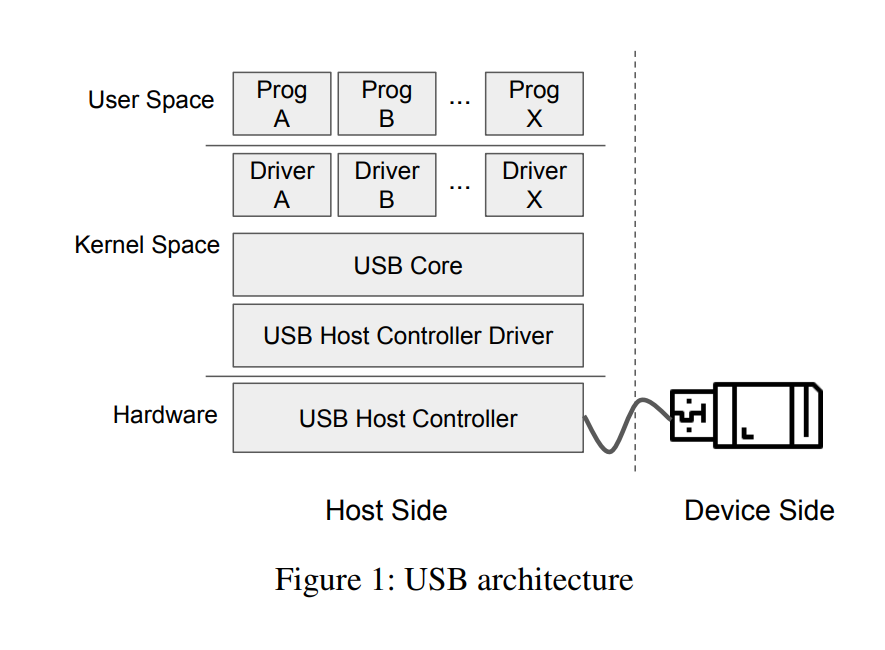 User Space
Prog
A
Prog
B
...
Prog
X
Driver
A
Driver
B
...
Driver
X
Kernel Space
USB Core
USB Host Controller Driver
Hardware
USB Host Controller
Host Side
Device Side
Figure 1: USB architecture